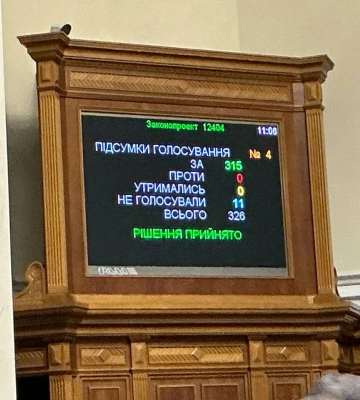 Законопроект 12404 11:06
ПІДСУМКИ ГОЛОСУВАННЯ № 4
ЗА 315
ПРОТИ 0
УТРИМАЛИСЬ 0
НЕ ГОЛОСУВАЛИ 11
ВСЬОГО 326
РІШЕННЯ ПРИЙНЯТО